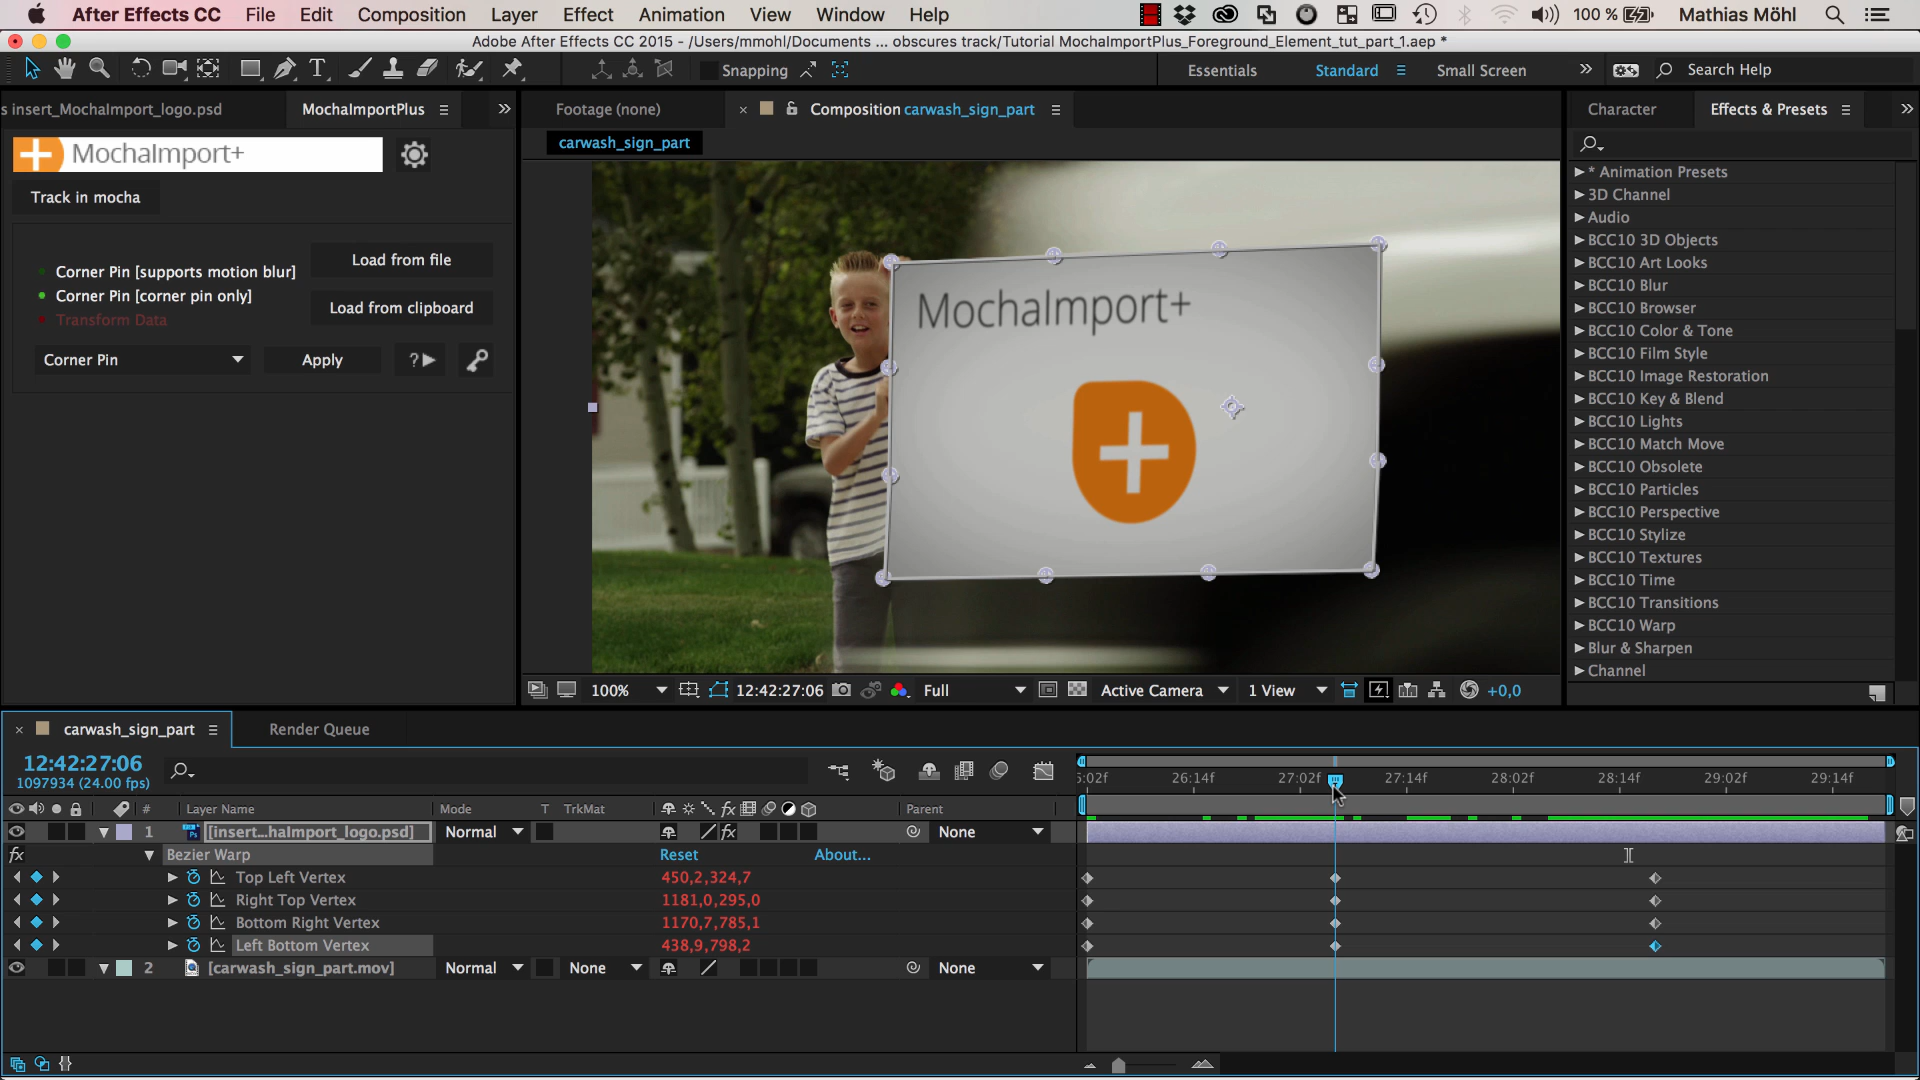 After Effects CC File Edit Composition Layer Effect Animation View Window Help 100 % Mathias Möhl
Adobe After Effects CC 2015 - /Users/mmohl/Documents ... obscures track/Tutorial MochaImportPlus_Foreground_Element_tut_part_1.aep *
Snapping Essentials Standard Small Screen Search Help
s insert_MochaImport_logo.psd MochaImportPlus Footage (none) Composition carwash_sign_part Character Effects & Presets
MochaImport+
carwash_sign_part
Track in mocha
Corner Pin [supports motion blur]
Corner Pin [corner pin only]
Transform Data
Load from file
Load from clipboard
Corner Pin Apply ?
MochaImport+
* Animation Presets
3D Channel
Audio
BCC10 3D Objects
BCC10 Art Looks
BCC10 Blur
BCC10 Browser
BCC10 Color & Tone
BCC10 Film Style
BCC10 Image Restoration
BCC10 Key & Blend
BCC10 Lights
BCC10 Match Move
BCC10 Obsolete
BCC10 Particles
BCC10 Perspective
BCC10 Stylize
BCC10 Textures
BCC10 Time
BCC10 Transitions
BCC10 Warp
Blur & Sharpen
Channel
100% 12:42:27:06 Full Active Camera 1 View +0,0
carwash_sign_part Render Queue
12:42:27:06
1097934 (24.00 fps)
5:02f 26:14f 27:02f 27:14f 28:02f 28:14f 29:02f 29:14f
# Layer Name Mode T TrkMat fx Parent
1 [insert...haImport_logo.psd] Normal fx None
fx Bezier Warp Reset About...
Top Left Vertex 450,2,324,7
Right Top Vertex 1181,0,295,0
Bottom Right Vertex 1170,7,785,1
Left Bottom Vertex 438,9,798,2
2 [carwash_sign_part.mov] Normal None None